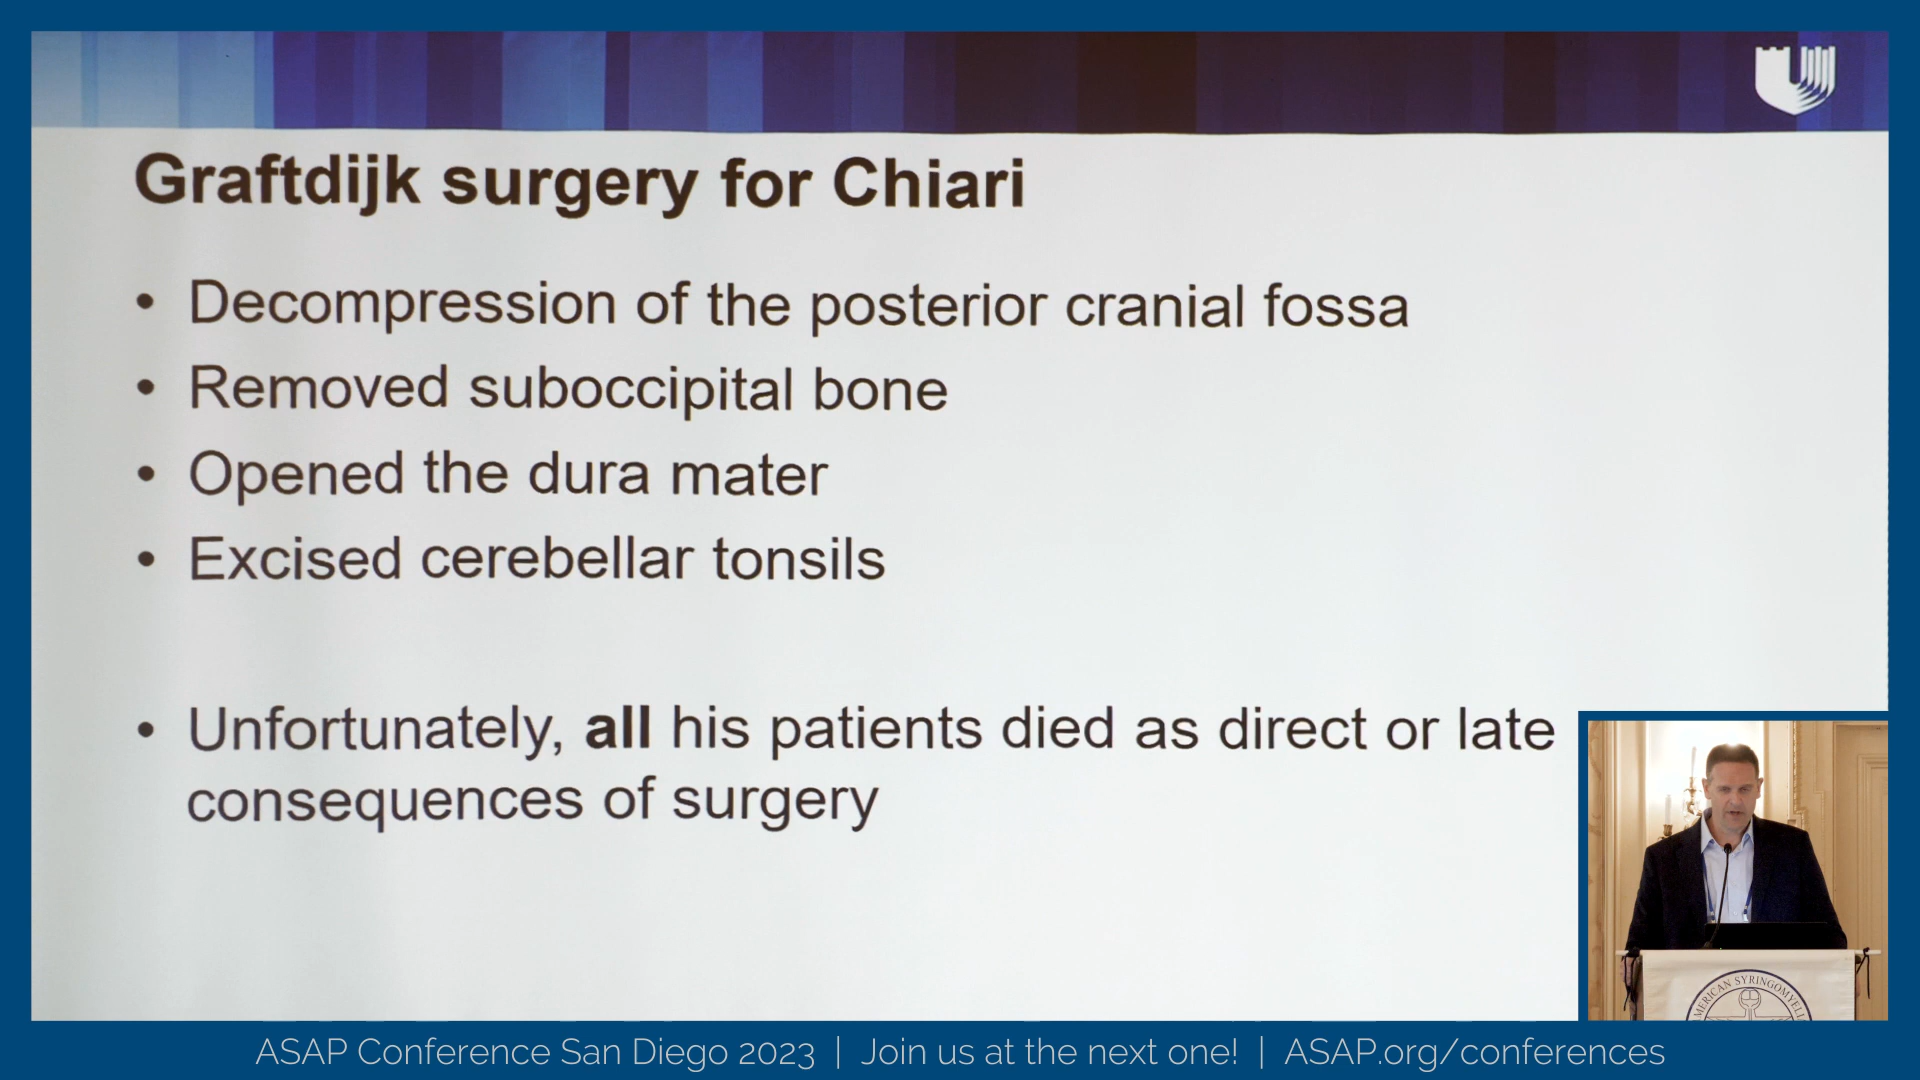 Graftdijk surgery for Chiari
• Decompression of the posterior cranial fossa
• Removed suboccipital bone
• Opened the dura mater
• Excised cerebellar tonsils
• Unfortunately, all his patients died as direct or late
consequences of surgery
AMERICAN SYRINGOMYELI
ASAP Conference San Diego 2023 | Join us at the next one! | ASAP.org/conferences